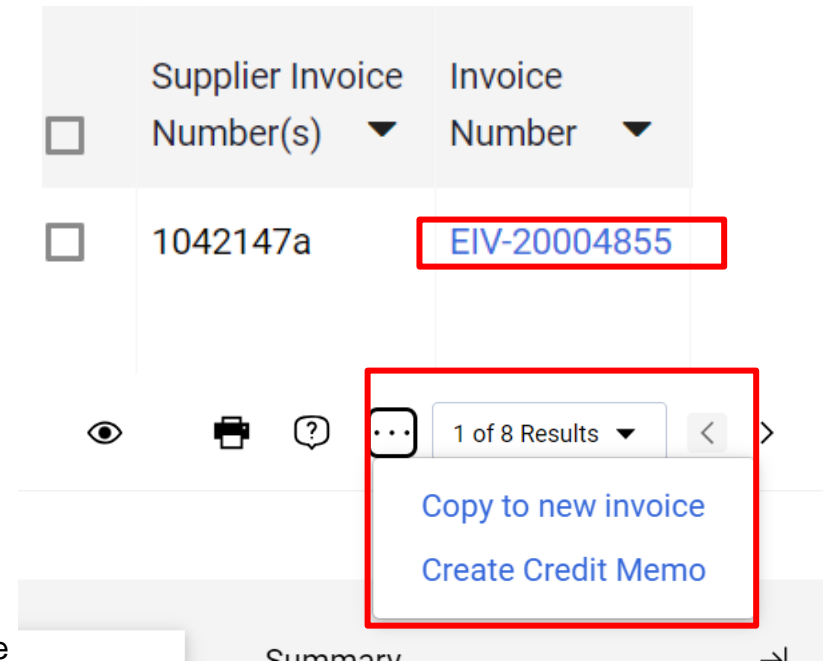 Supplier Invoice Number(s)
Invoice Number
1042147a
EIV-20004855
1 of 8 Results
Copy to new invoice
Create Credit Memo
e
Summary